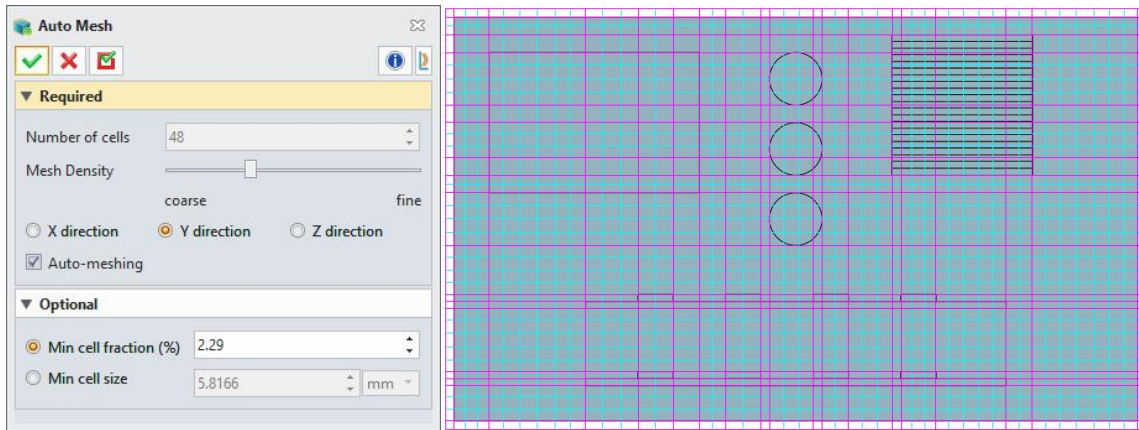 Auto Mesh
Required
Number of cells 48
Mesh Density
coarse fine
X direction Y direction Z direction
Auto-meshing
Optional
Min cell fraction (%) 2.29
Min cell size 5.8166 mm